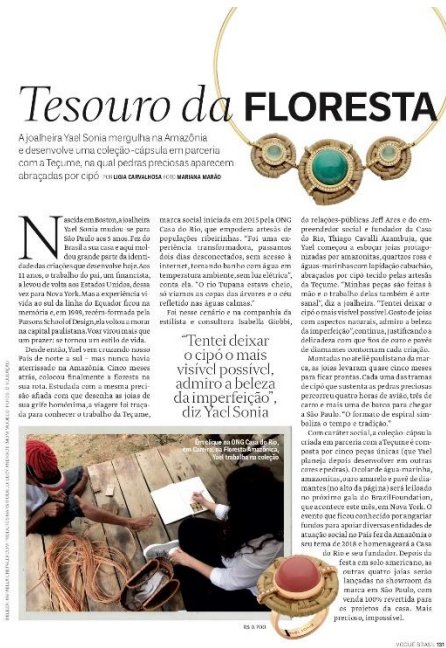 Tesouro da FLORESTA
A joalheira Yael Sonia mergulha na Amazônia
e desenvolve uma coleção-cápsula em parceria
com a Teçume, na qual pedras preciosas aparecem
abraçadas por cipó POR LIGIA CARVALHOSA FOTO MARIANA MARÃO
Nascida em Boston, a joalheira
Yael Sonia mudou se para
São Paulo aos 5 anos. Fez do
Brasil a sua casa e aqui mol-
dou grande parte da identi-
dade das criações que desenvolve hoje. Aos
11 anos, o trabalho do pai, um financista,
a levou de volta aos Estados Unidos, dessa
vez para Nova York. Mas a experiência vi-
vida ao sul da linha do Equador ficou na
memória e, em 1999, recém-formada pela
Parsons School of Design, ela voltou a morar
na capital paulistana. Voar virou mais que
um prazer: se tornou um estilo de vida.
Desde então, Yael vem cruzando nosso
País de norte a sul – mas nunca havia
aterrissado na Amazônia. Cinco meses
atrás, colocou finalmente a floresta na
sua rota. Estudada com a mesma preci-
são afiada com que desenha as joias de
sua grife homônima, a viagem foi traça-
da para conhecer o trabalho da Teçume,
marca social iniciada em 2015 pela ONG
Casa do Rio, que empodera artesãs de
populações ribeirinhas. “Foi uma ex-
periência transformadora, passamos
dois dias desconectados, sem acesso à
internet, tomando banho com água em
temperatura ambiente, sem luz elétrica”,
conta ela. “O rio Tupana estava cheio,
só víamos as copas das árvores e o céu
refletido nas águas calmas.”
Foi nesse cenário e na companhia da
estilista e consultora Isabella Giobbi,
“Tentei deixar
o cipó o mais
visível possível,
admiro a beleza
da imperfeição”,
diz Yael Sonia
do relações-públicas Jeff Ares e do em-
preendedor social e fundador da Casa
do Rio, Thiago Cavalli Azambuja, que
Yael começou a esboçar joias protago-
nizadas por amazonitas, quartzos rosa e
águas-marinhas com lapidação cabuchão,
abraçados por cipó tecido pelas artesãs
da Teçume. “Minhas peças são feitas à
mão e o trabalho delas também é arte-
sanal”, diz a joalheira. “Tentei deixar o
cipó o mais visível possível. Gosto de joias
com aspectos naturais, admiro a beleza
da imperfeição”, continua, justificando a
delicadeza com que fios de ouro e pavês
de diamantes contornam cada criação.
Montadas no ateliê paulistano da mar-
ca, as joias levaram quase cinco meses
para ficar prontas. Cada uma das tramas
de cipó que sustenta as pedras preciosas
percorreu quatro horas de avião, três de
carro e mais uma de barco para chegar
a São Paulo. “O formato de espiral sim-
boliza o tempo e tradição.”
Com caráter social, a coleção-cápsula
criada em parceria com a Teçume é com-
posta por cinco peças únicas (que Yael
planeja depois desenvolver em outras
cores e pedras). O colar de água-marinha,
amazonitas, ouro amarelo e pavê de dia-
mantes (no alto da página) será leiloado
no próximo gala do BrazilFoundation,
que acontece este mês, em Nova York. O
evento que ficou conhecido por angariar
fundos para apoiar diversas entidades de
atuação social no País fez da Amazônia o
seu tema de 2018 e homenageará a Casa
do Rio e seu fundador. Depois da
festa em solo americano, as
outras quatro joias serão
lançadas no showroom da
marca em São Paulo, com
venda 100% revertida para
os projetos da casa. Mais
precioso, impossível.
na ONG Casa do Rio,
em Careiro, na Floresta Amazônica,
Yael trabalha na coleção
R$ 9.700
VOGUE BRASIL 131